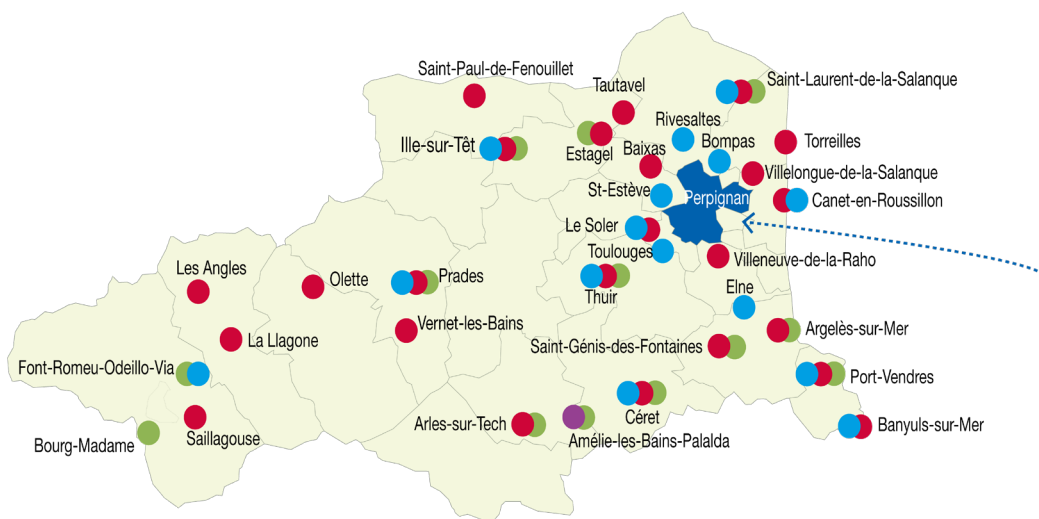 Saint-Paul-de-Fenouillet
Tautavel
Saint-Laurent-de-la-Salanque
Rivesaltes
Ille-sur-Têt
Estagel
Baixas
Bompas
Torreilles
Villelongue-de-la-Salanque
St-Estève
Perpignan
Canet-en-Roussillon
Le Soler
Toulouges
Villeneuve-de-la-Raho
Les Angles
Olette
Prades
Thuir
Elne
Vernet-les-Bains
Argelès-sur-Mer
La Llagone
Saint-Génis-des-Fontaines
Font-Romeu-Odeillo-Via
Port-Vendres
Arles-sur-Tech
Céret
Banyuls-sur-Mer
Saillagouse
Amélie-les-Bains-Palalda
Bourg-Madame